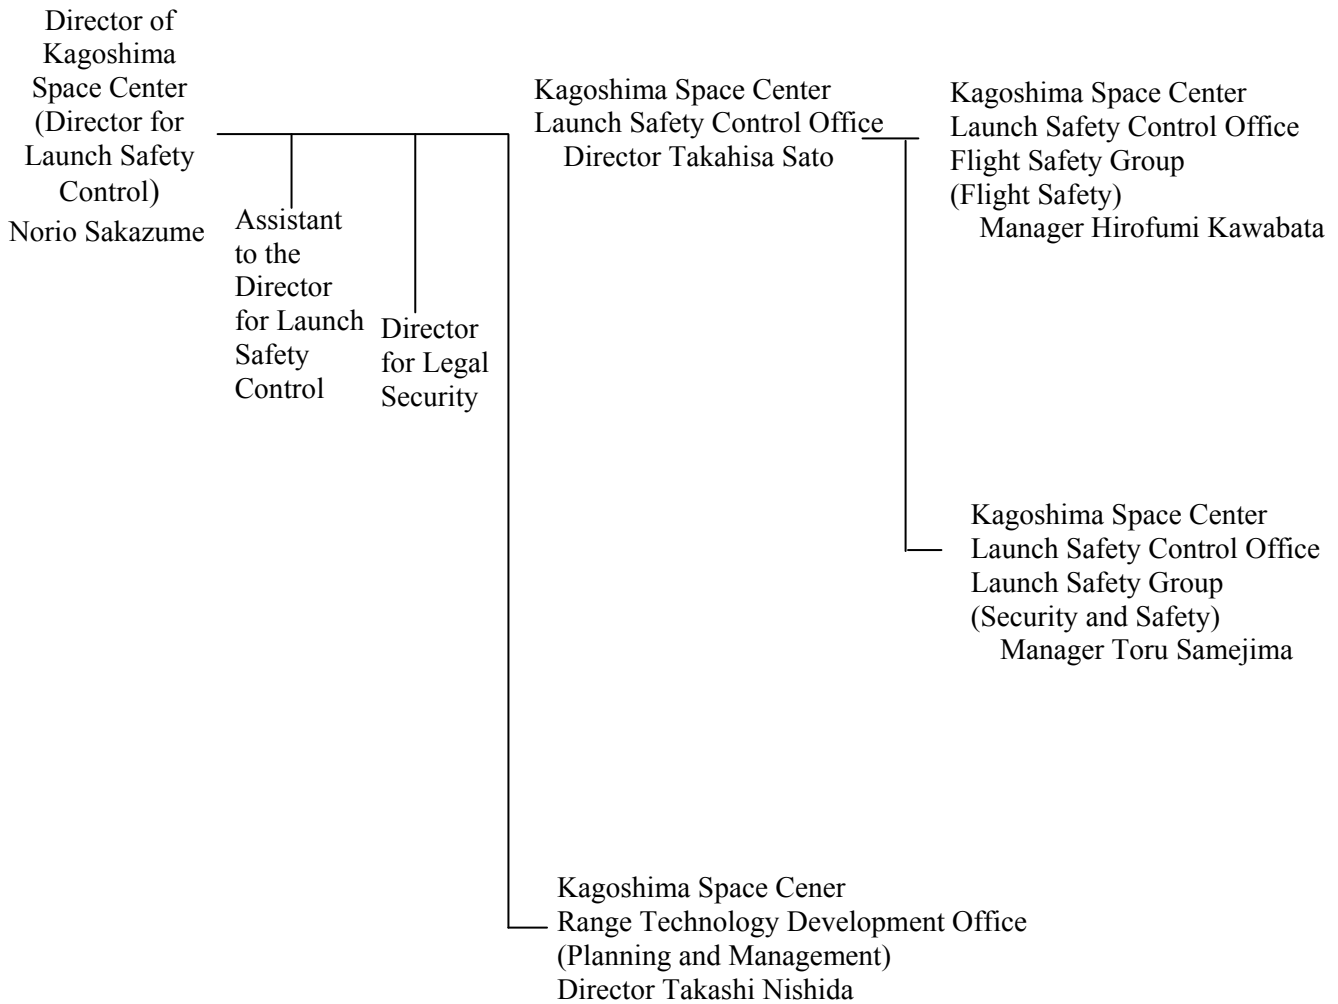 Director of
Kagoshima
Space Center
(Director for
Launch Safety
Control)
Norio Sakazume
Assistant
to the
Director
for Launch
Safety
Control
Director
for Legal
Security
Kagoshima Space Center
Launch Safety Control Office
Director Takahisa Sato
Kagoshima Space Center
Launch Safety Control Office
Flight Safety Group
(Flight Safety)
Manager Hirofumi Kawabata
Kagoshima Space Center
Launch Safety Control Office
Launch Safety Group
(Security and Safety)
Manager Toru Samejima
Kagoshima Space Cener
Range Technology Development Office
(Planning and Management)
Director Takashi Nishida